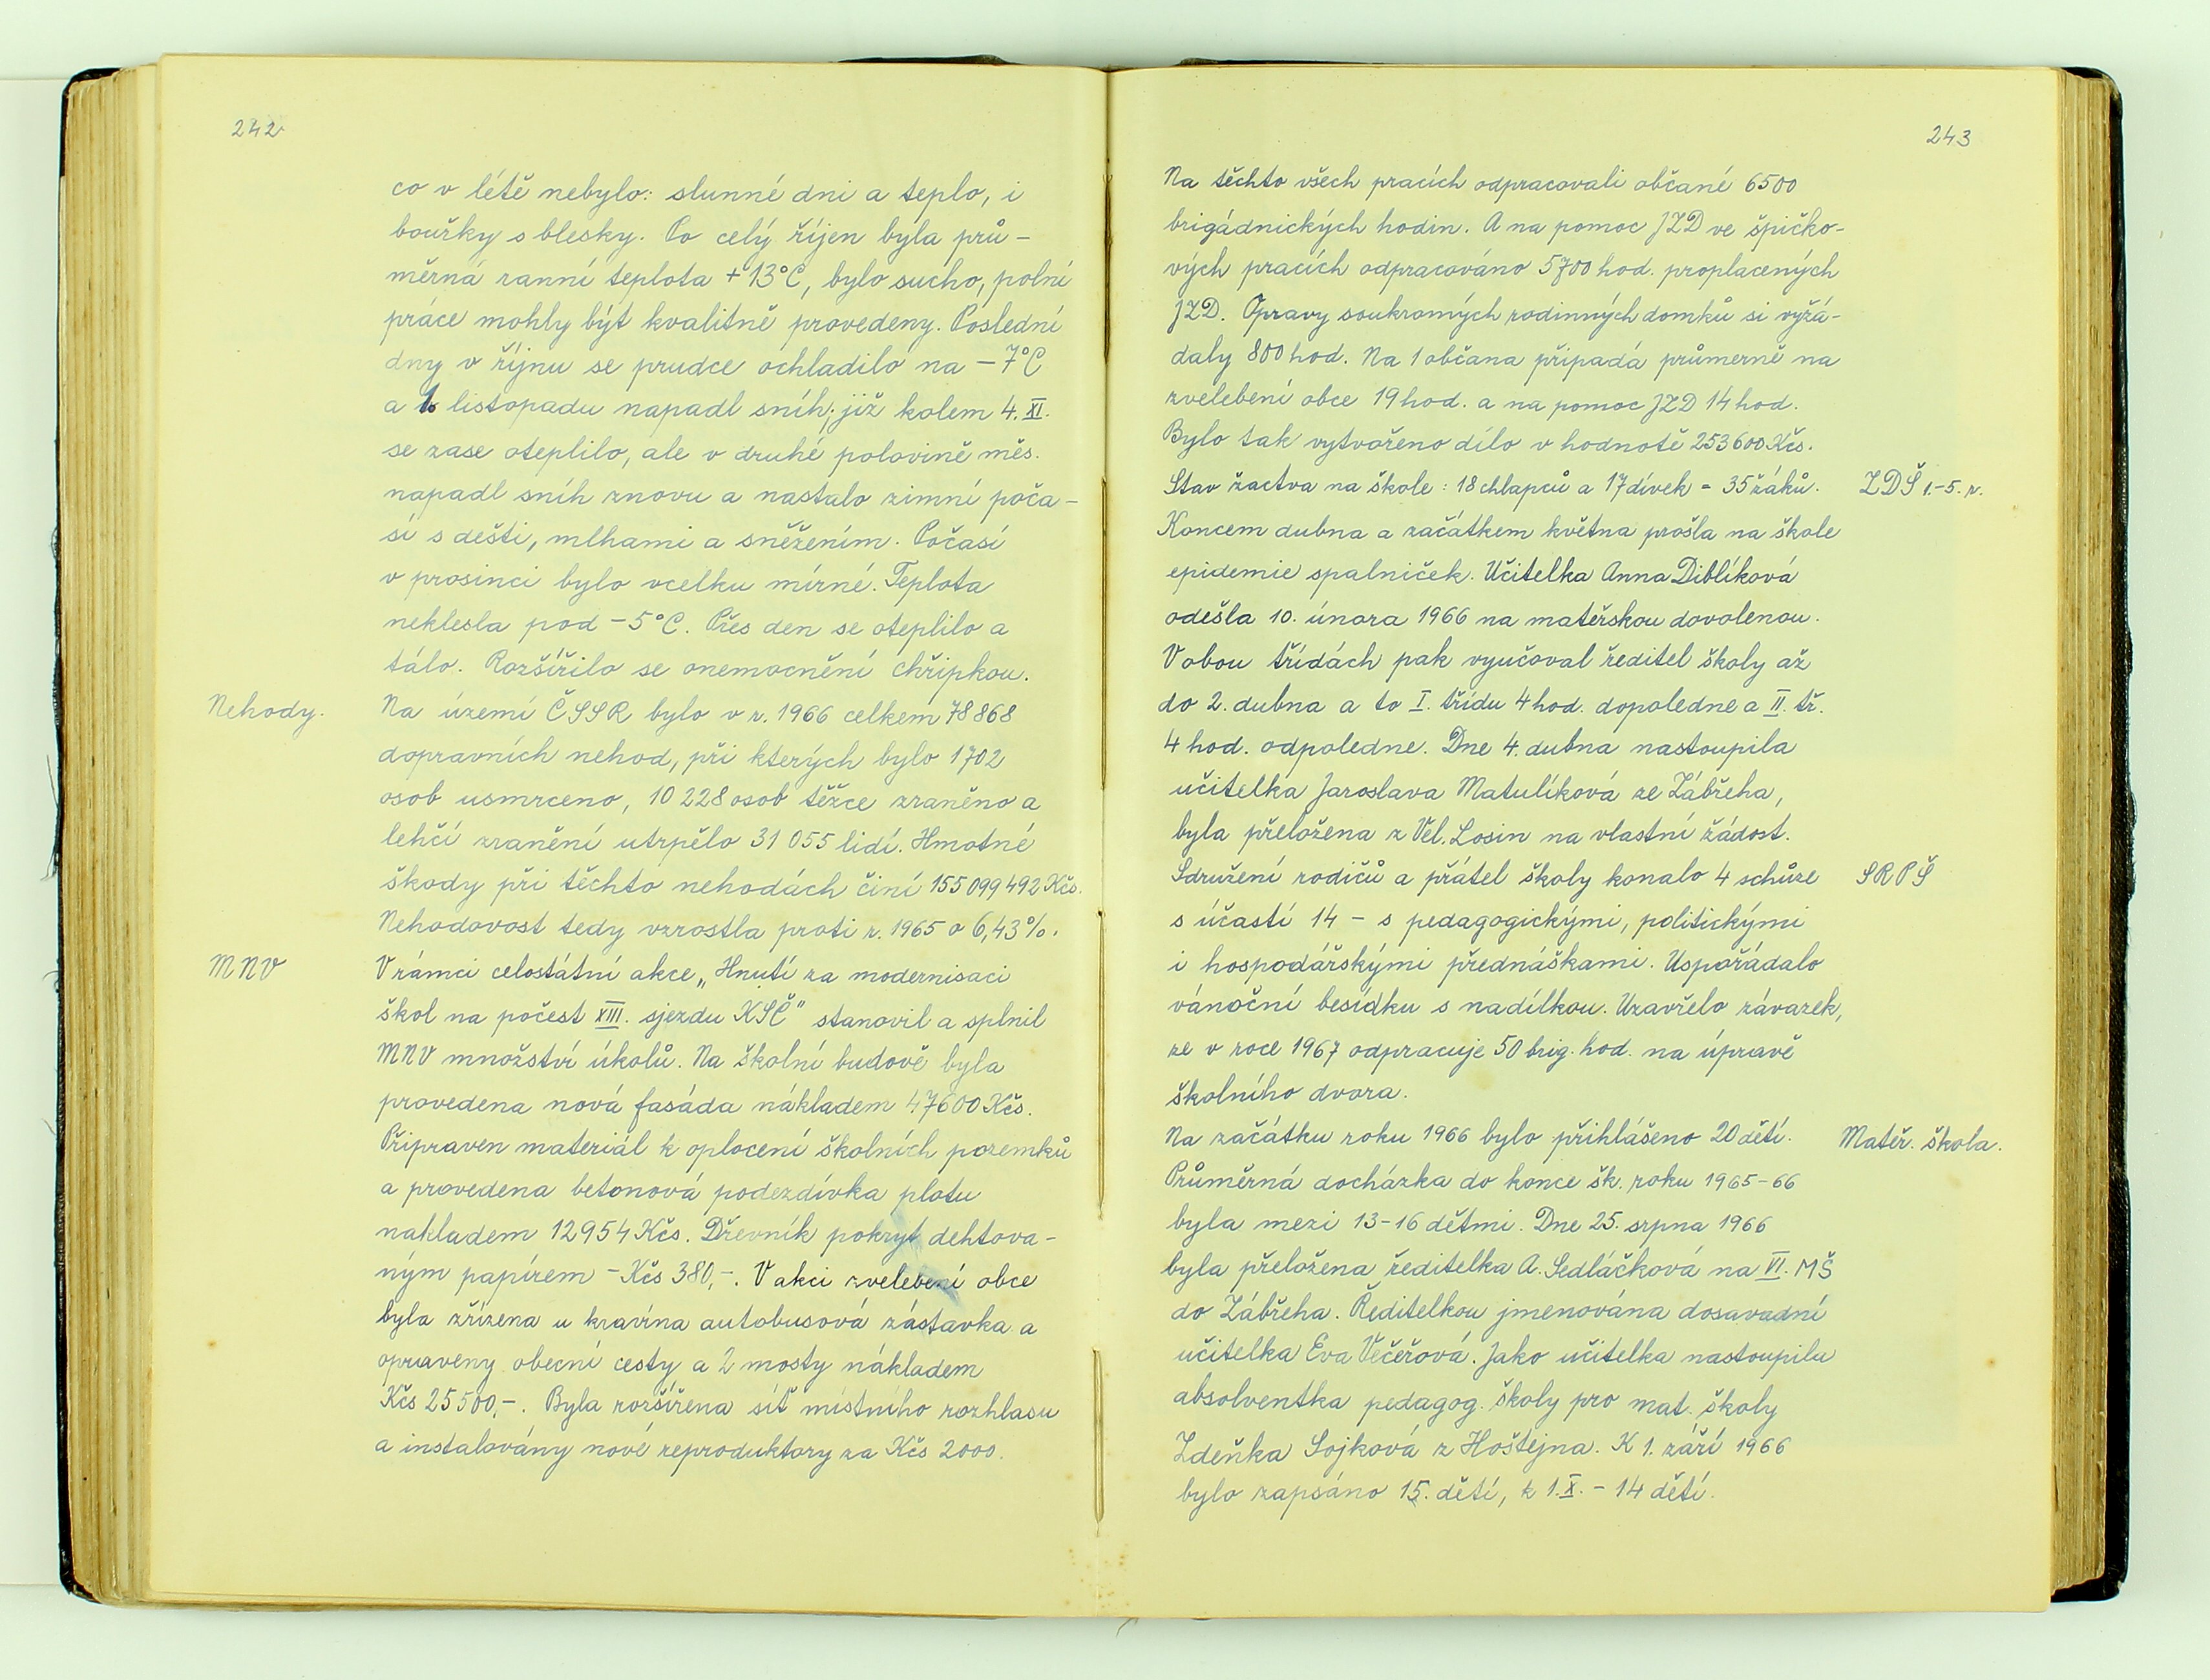 242
co v létě nebylo: slunné dni a teplo, i
bouřky s blesky. Po celý říjen byla prů-
měrná ranní teplota + 13°C, bylo sucho, polní
práce mohly být kvalitně provedeny. Poslední
dny v říjnu se prudce ochladilo na - 7°C
a 1. listopadu napadl sníh; již kolem 4. XI.
se zase oteplilo, ale v druhé polovině měs.
napadl sníh znovu a nastalo zimní poča-
sí s dešti, mlhami a sněžením. Počasí
v prosinci bylo vcelku mírné. Teplota
neklesla pod -5°C. Přes den se oteplilo a
tálo. Rozšířilo se onemocnění chřipkou.
Nehody. Na území ČSSR bylo v r. 1966 celkem 78 868
dopravních nehod, při kterých bylo 1702
osob usmrceno, 10 228 osob těžce zraněno a
lehčí zranění utrpělo 31 055 lidí. Hmotné
škody při těchto nehodách činí 155 099 492 Kčs.
Nehodovost tedy vzrostla proti r. 1965 o 6,43%.
MNV V rámci celostátní akce „Hnutí za modernisaci
škol na počest XIII. sjezdu KSČ" stanovil a splnil
MNV množství úkolů. Na školní budově byla
provedena nová fasáda nákladem 47600 Kčs.
Připraven materiál k oplocení školních pozemků
a provedena betonová podezdívka plotu
nakladem 12954 Kčs. Dřevník pokryt dehtova-
ným papírem - Kčs 380,-. V akci zvelebení obce
byla zřízena u kravína autobusová zástavka a
opraveny obecní cesty a 2 mosty nákladem
Kčs 25500,-. Byla rozšířena síť místního rozhlasu
a instalovány nové reproduktory za Kčs 2000.
243
Na těchto všech pracích odpracovali občané 6500
brigádnických hodin. A na pomoc JZD ve špičko-
vých pracích odpracováno 5700 hod. proplacených
JZD. Opravy soukromých rodinných domků si vyžá-
daly 800 hod. Na 1 občana připadá průmerně na
zvelebení obce 19 hod. a na pomoc JZD 14 hod.
Bylo tak vytvořeno dílo v hodnotě 253600 Kčs.
Stav žactva na škole: 18 chlapců a 17 dívek = 35 žáků. ZDŠ 1.-5. r.
Koncem dubna a začátkem května prošla na škole
epidemie spalniček. Učitelka Anna Diblíková
odešla 10. února 1966 na mateřskou dovolenou.
V obou třídách pak vyučoval ředitel školy až
do 2. dubna a to I. třídu 4 hod. dopoledne a II. tř.
4 hod. odpoledne. Dne 4. dubna nastoupila
učitelka Jaroslava Matulíková ze Zábřeha,
byla přeložena z Vel. Losin na vlastní žádost.
Sdružení rodičů a přátel školy konalo 4 schůze SRPŠ
s účastí 14 - s pedagogickými, politickými
i hospodářskými přednáškami. Uspořádalo
vánoční besídku s nadílkou. Uzavřelo závazek,
ze v roce 1967 odpracuje 50 brig. hod. na úpravě
školního dvora.
Na začátku roku 1966 bylo přihlášeno 20 dětí. Mateř. škola.
Průměrná docházka do konce šk. roku 1965-66
byla mezi 13-16 dětmi. Dne 25. srpna 1966
byla přeložena ředitelka A. Sedláčková na VI. MŠ
do Zábřeha. Ředitelkou jmenována dosavadní
učitelka Eva Večeřová. Jako učitelka nastoupila
absolventka pedagog. školy pro mat. školy
Zdeňka Sojková z Hoštejna. K 1. září 1966
bylo zapsáno 15. dětí, k 1. X. - 14 dětí.